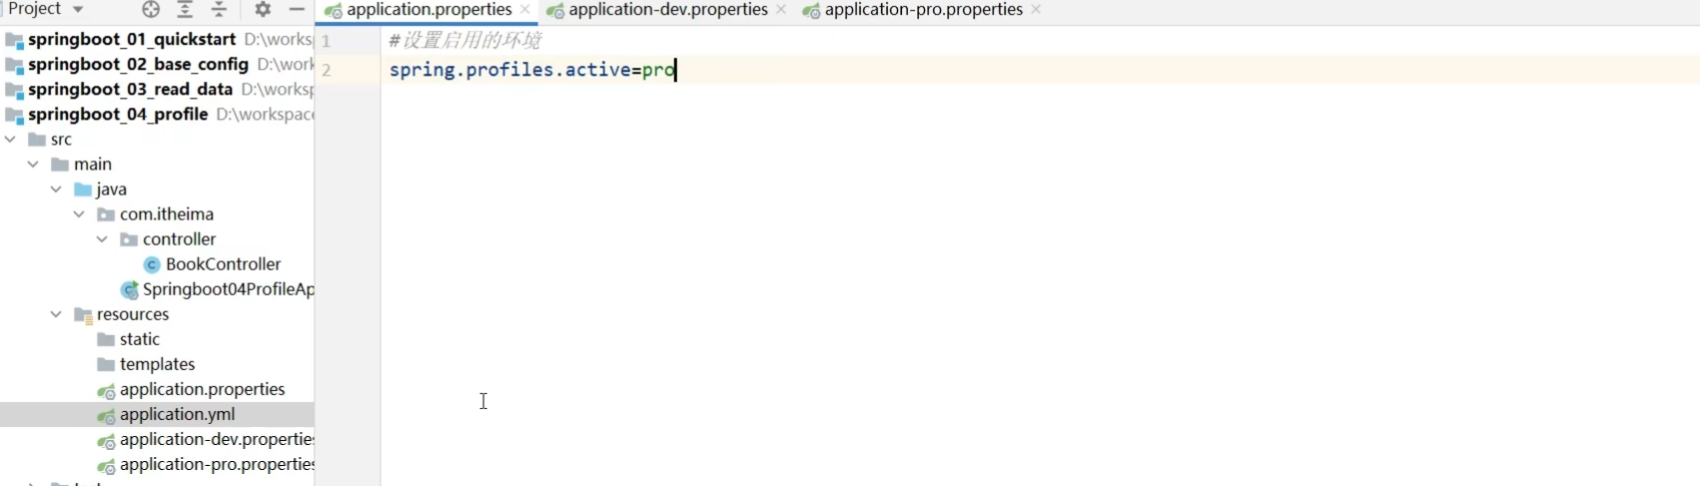 Project
application.properties
application-dev.properties
application-pro.properties
springboot_01_quickstart D:\works
springboot_02_base_config D:\work
springboot_03_read_data D:\works
springboot_04_profile D:\workspac
src
main
java
com.itheima
controller
BookController
Springboot04ProfileAp
resources
static
templates
application.properties
application.yml
application-dev.propertie
application-pro.propertie
1 #设置启用的环境
2 spring.profiles.active=pro